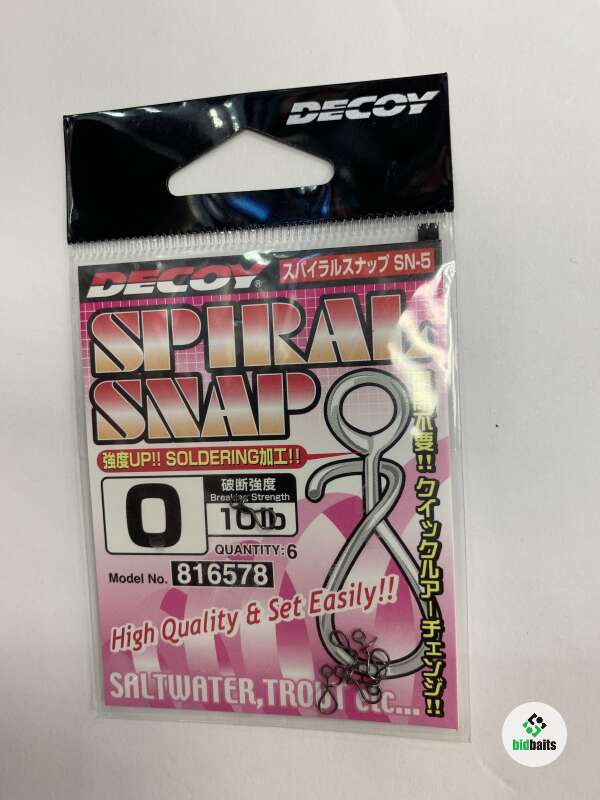 DECOY
DECOY®
スパイラルスナップ SN-5
SPIRAL
SNAP
強度UP!! SOLDERING加工!!
不要!! クイックルアーチェンジ!!
0
破断強度
Breaking Strength
10lb
QUANTITY:6
Model No. 816578
High Quality & Set Easily!!
SALTWATER, TROUT etc...
bidbaits